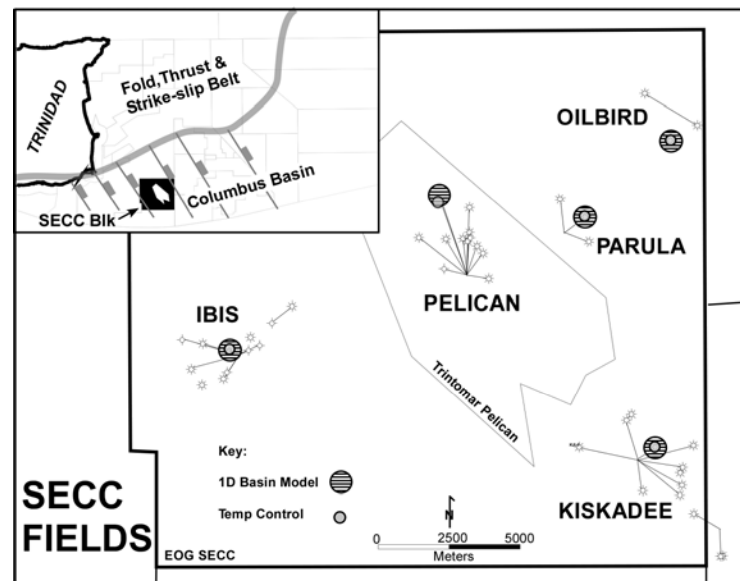 Fold,Thrust &
Strike-slip Belt
TRINIDAD
Columbus Basin
SECC Blk
OILBIRD
PARULA
PELICAN
IBIS
Trintomar Pelican
KISKADEE
Key:
1D Basin Model
Temp Control
N
0 2500 5000
Meters
SECC
FIELDS
EOG SECC